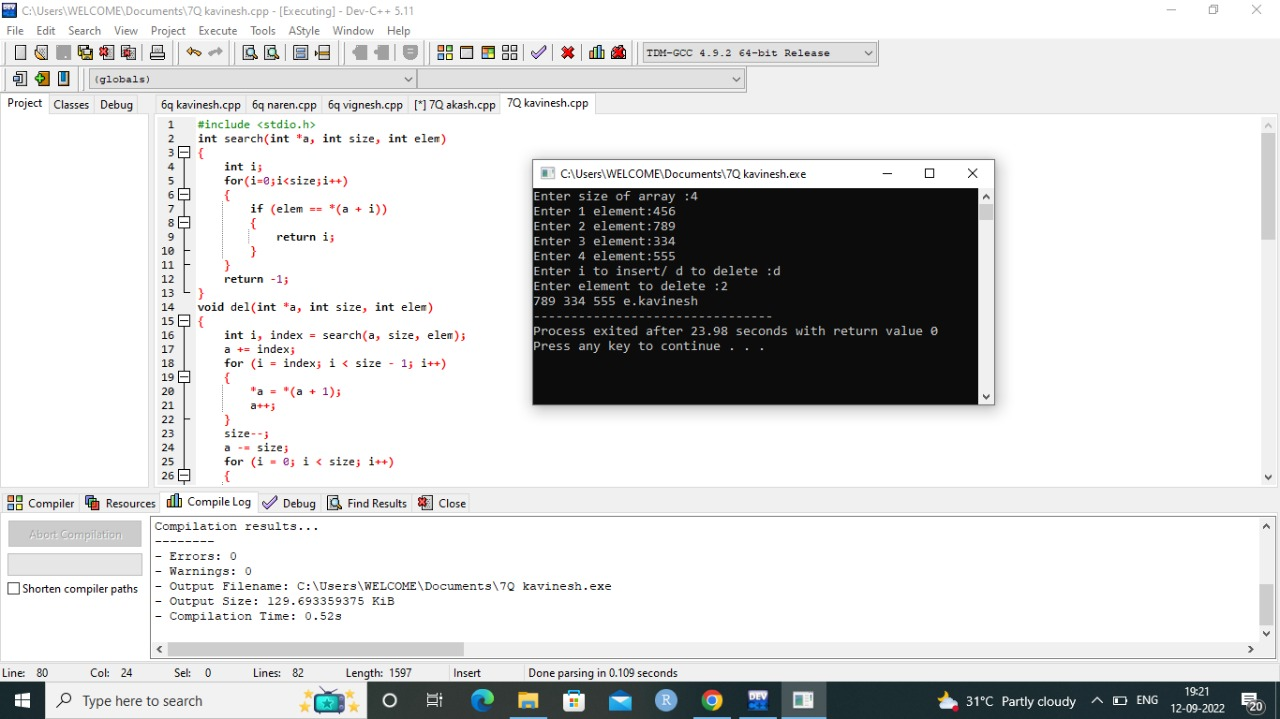 C:\Users\WELCOME\Documents\7Q kavinesh.cpp - [Executing] - Dev-C++ 5.11
File Edit Search View Project Execute Tools AStyle Window Help
TDM-GCC 4.9.2 64-bit Release
(globals)
Project Classes Debug
6q kavinesh.cpp 6q naren.cpp 6q vignesh.cpp [*] 7Q akash.cpp 7Q kavinesh.cpp
1 #include <stdio.h>
2 int search(int *a, int size, int elem)
3 {
4 int i;
5 for(i=0;i<size;i++)
6 {
7 if (elem == *(a + i))
8 {
9 return i;
10 }
11 }
12 return -1;
13 }
14 void del(int *a, int size, int elem)
15 {
16 int i, index = search(a, size, elem);
17 a += index;
18 for (i = index; i < size - 1; i++)
19 {
20 *a = *(a + 1);
21 a++;
22 }
23 size--;
24 a -= size;
25 for (i = 0; i < size; i++)
26 {
C:\Users\WELCOME\Documents\7Q kavinesh.exe
Enter size of array :4
Enter 1 element:456
Enter 2 element:789
Enter 3 element:334
Enter 4 element:555
Enter i to insert/ d to delete :d
Enter element to delete :2
789 334 555 e.kavinesh
--------------------------------
Process exited after 23.98 seconds with return value 0
Press any key to continue . . .
Compiler Resources Compile Log Debug Find Results Close
Abort Compilation
Shorten compiler paths
Compilation results...
--------
- Errors: 0
- Warnings: 0
- Output Filename: C:\Users\WELCOME\Documents\7Q kavinesh.exe
- Output Size: 129.693359375 KiB
- Compilation Time: 0.52s
Line: 80 Col: 24 Sel: 0 Lines: 82 Length: 1597 Insert Done parsing in 0.109 seconds
Type here to search
R
DEV
31°C Partly cloudy
ENG
19:21
12-09-2022
20